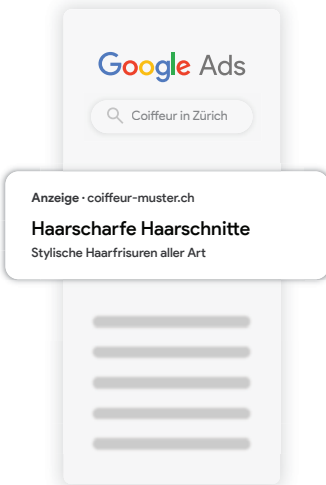 Google Ads
Coiffeur in Zürich
Anzeige · coiffeur-muster.ch
Haarscharfe Haarschnitte
Stylische Haarfrisuren aller Art